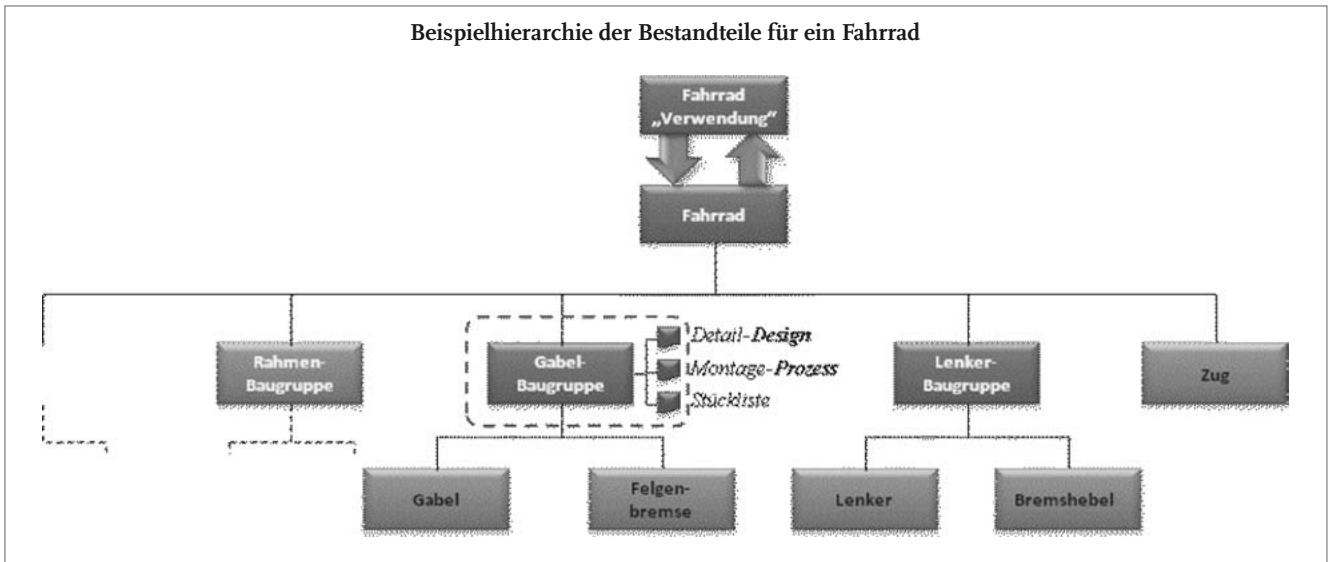 Beispielhierarchie der Bestandteile für ein Fahrrad
Fahrrad
„Verwendung“
Fahrrad
Rahmen-
Baugruppe
Gabel-
Baugruppe
Detail-Design
Montage-Prozess
Stückliste
Lenker-
Baugruppe
Zug
Gabel
Felgen-
bremse
Lenker
Bremshebel